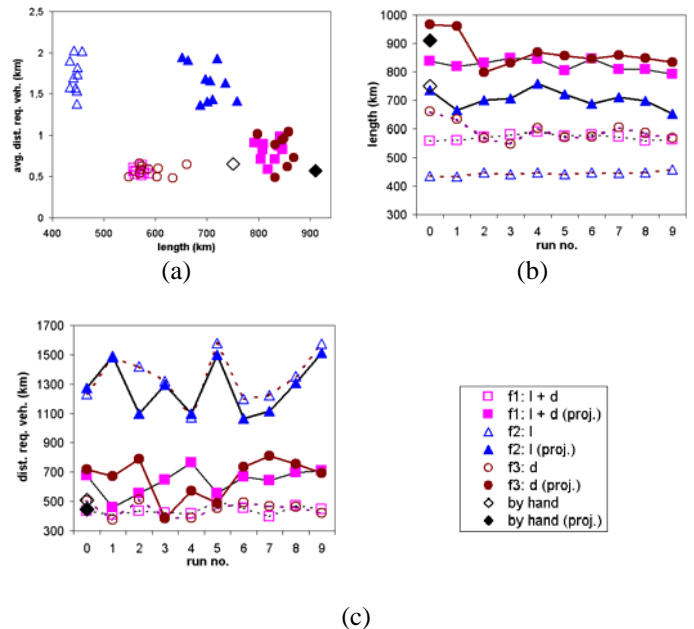 avg. dist. req. veh. (km)
2,5
2
1,5
1
0,5
0
400 500 600 700 800 900
length (km)
(a)
length (km)
1000
900
800
700
600
500
400
300
0 1 2 3 4 5 6 7 8 9
run no.
(b)
dist. req. veh. (km)
1700
1500
1300
1100
900
700
500
300
0 1 2 3 4 5 6 7 8 9
run no.
f1: l + d
f1: l + d (proj.)
f2: l
f2: l (proj.)
f3: d
f3: d (proj.)
by hand
by hand (proj.)
(c)